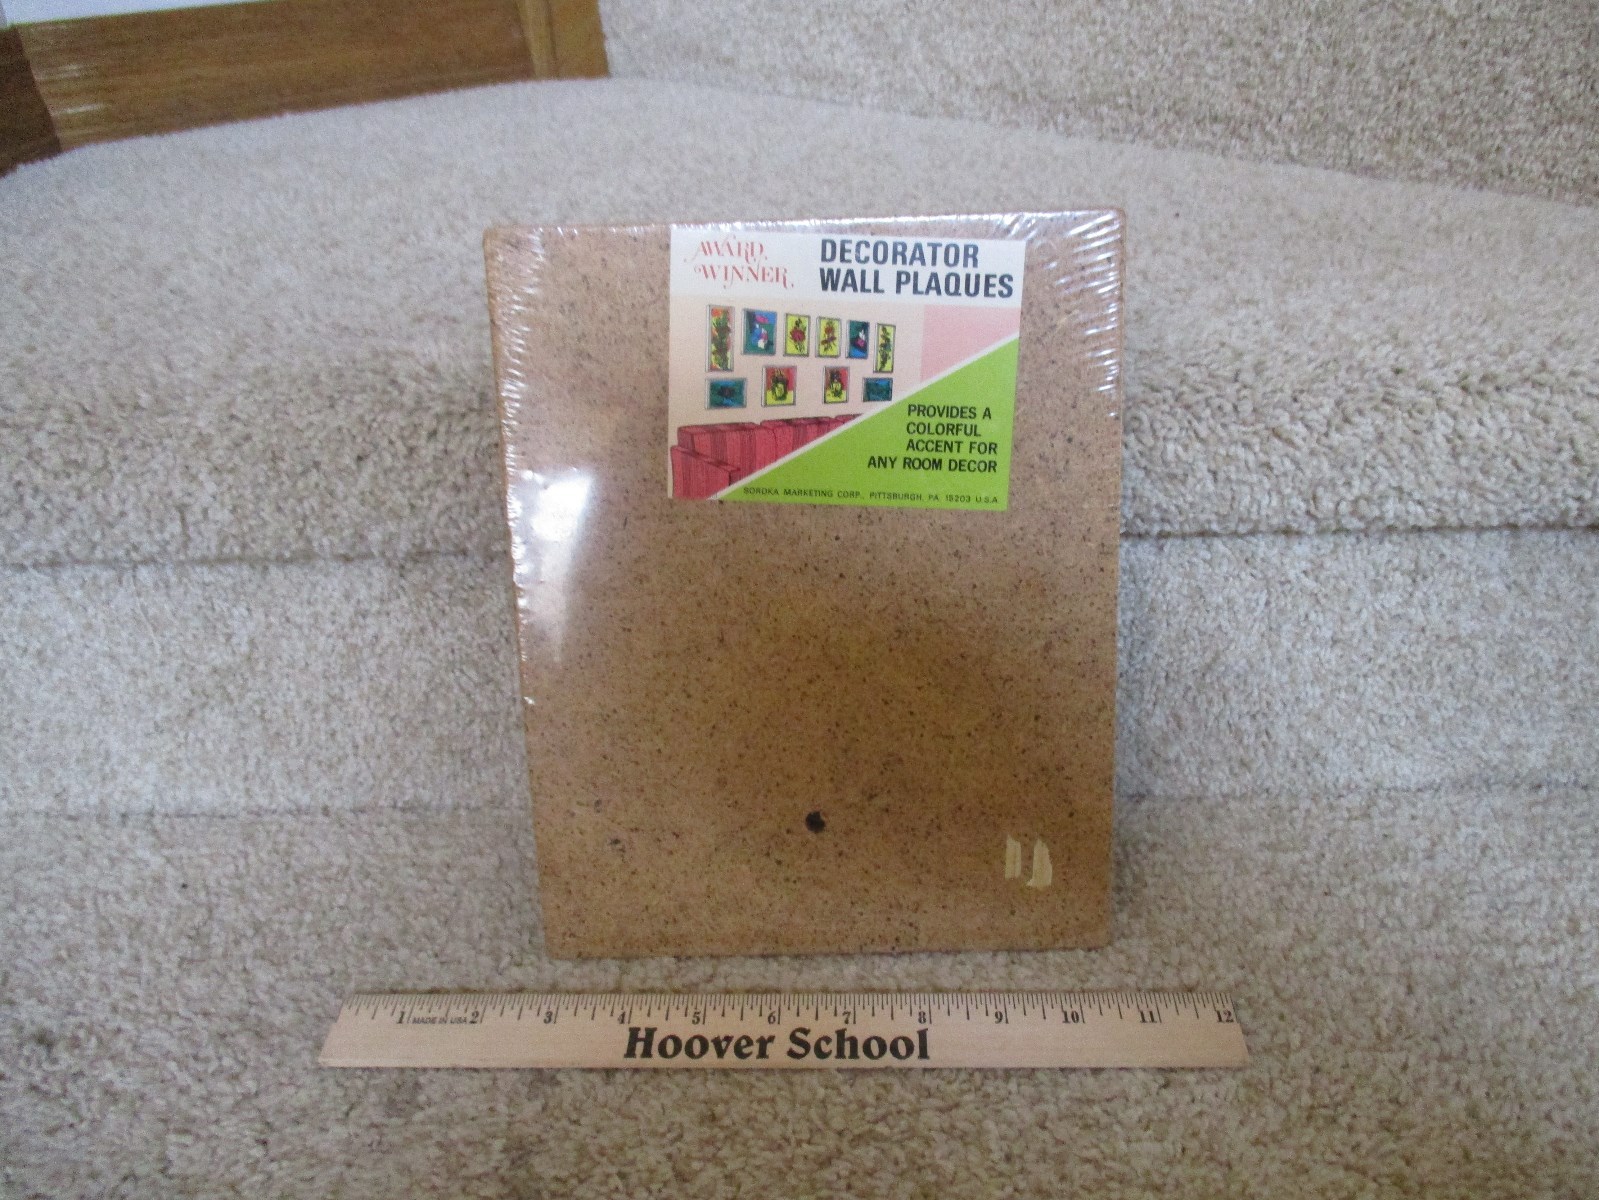 AWARD
WINNER
DECORATOR
WALL PLAQUES
PROVIDES A
COLORFUL
ACCENT FOR
ANY ROOM DECOR
SOROKA MARKETING CORP., PITTSBURGH, PA. 15203 U.S.A
1 MADE IN USA 2 3 4 5 6 7 8 9 10 11 12
Hoover School